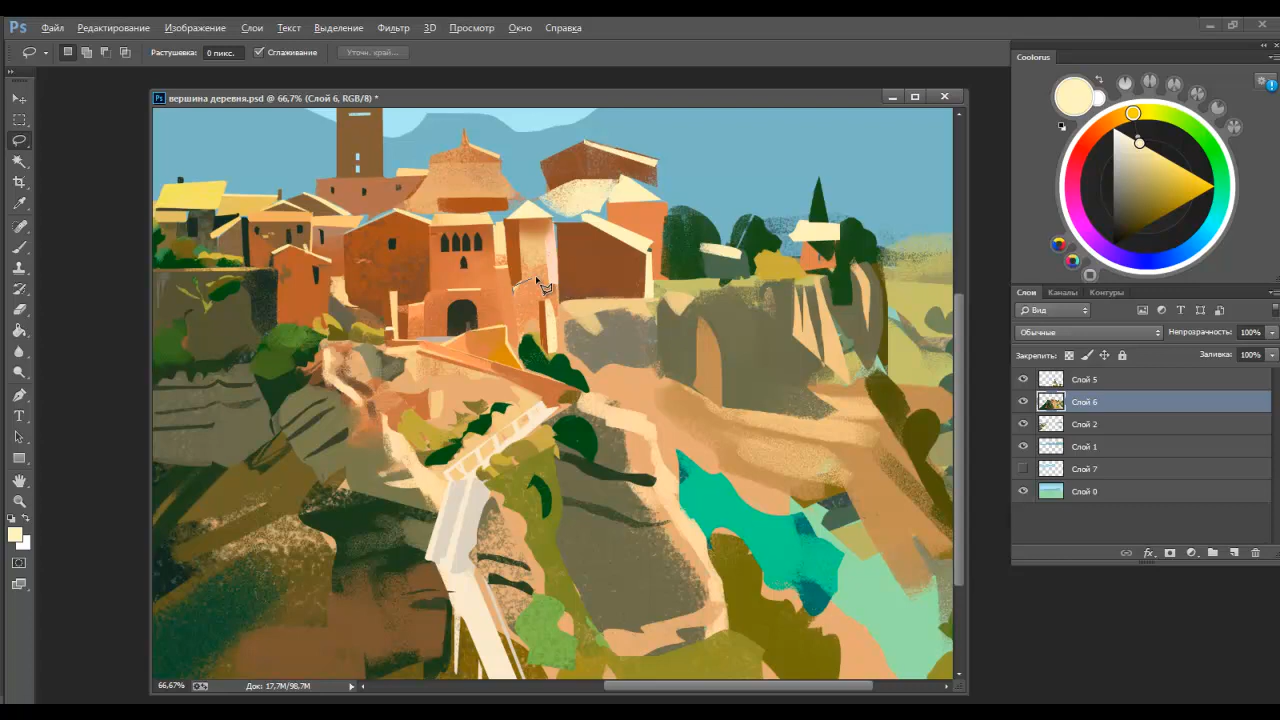 Ps Файл Редактирование Изображение Слои Текст Выделение Фильтр 3D Просмотр Окно Справка
Растушевка: 0 пикс. Сглаживание Уточн. край...
Coolorus
вершина деревня.psd @ 66,7% (Слой 6, RGB/8) *
Слои Каналы Контуры
Вид
Обычные Непрозрачность: 100%
Закрепить: Заливка: 100%
Слой 5
Слой 6
Слой 2
Слой 1
Слой 7
Слой 0
fx
66,67% Док: 17,7M/98,7M